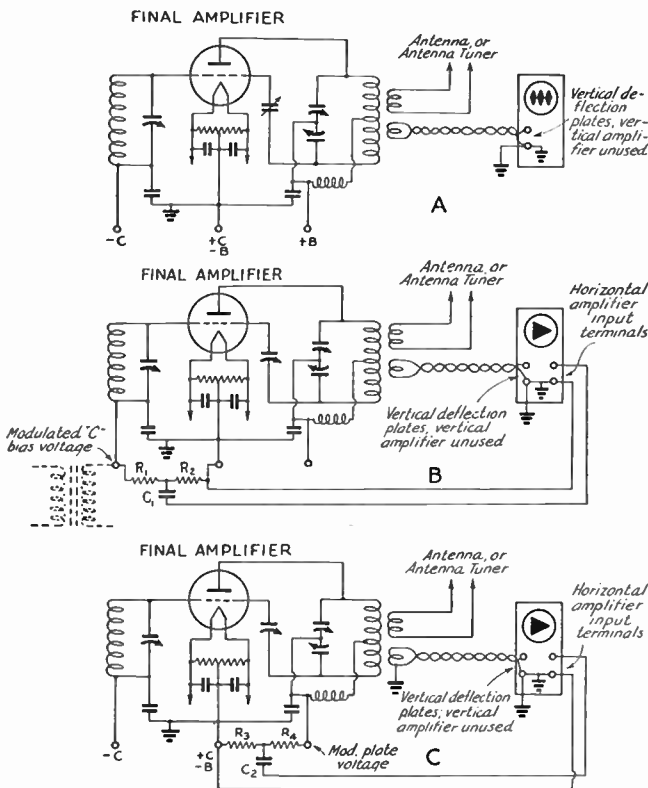 FINAL AMPLIFIER
Antenna, or
Antenna Tuner
Vertical de-
flection
plates, ver-
tical ampli-
fier unused.
A
-C
+C
-B
+B
FINAL AMPLIFIER
Antenna, or
Antenna Tuner
Horizontal
amplifier
input
terminals
Vertical deflection
plates, vertical
amplifier unused
Modulated "C"-
bias voltage
R1
R2
C1
B
FINAL AMPLIFIER
Antenna, or
Antenna Tuner
Horizontal
amplifier
input
terminals
Vertical deflection
plates, vertical
amplifier unused
R3
R4
-C
+C
-B
Mod. plate
voltage
C2
C